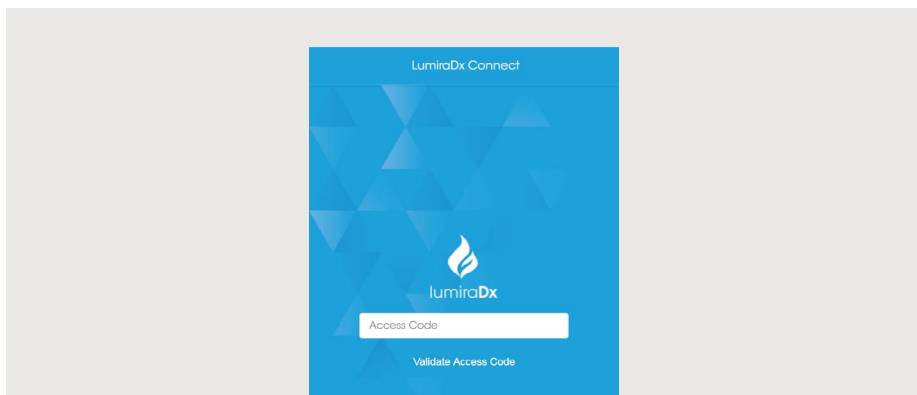 LumiraDx Connect
lumiraDx
Access Code
Validate Access Code